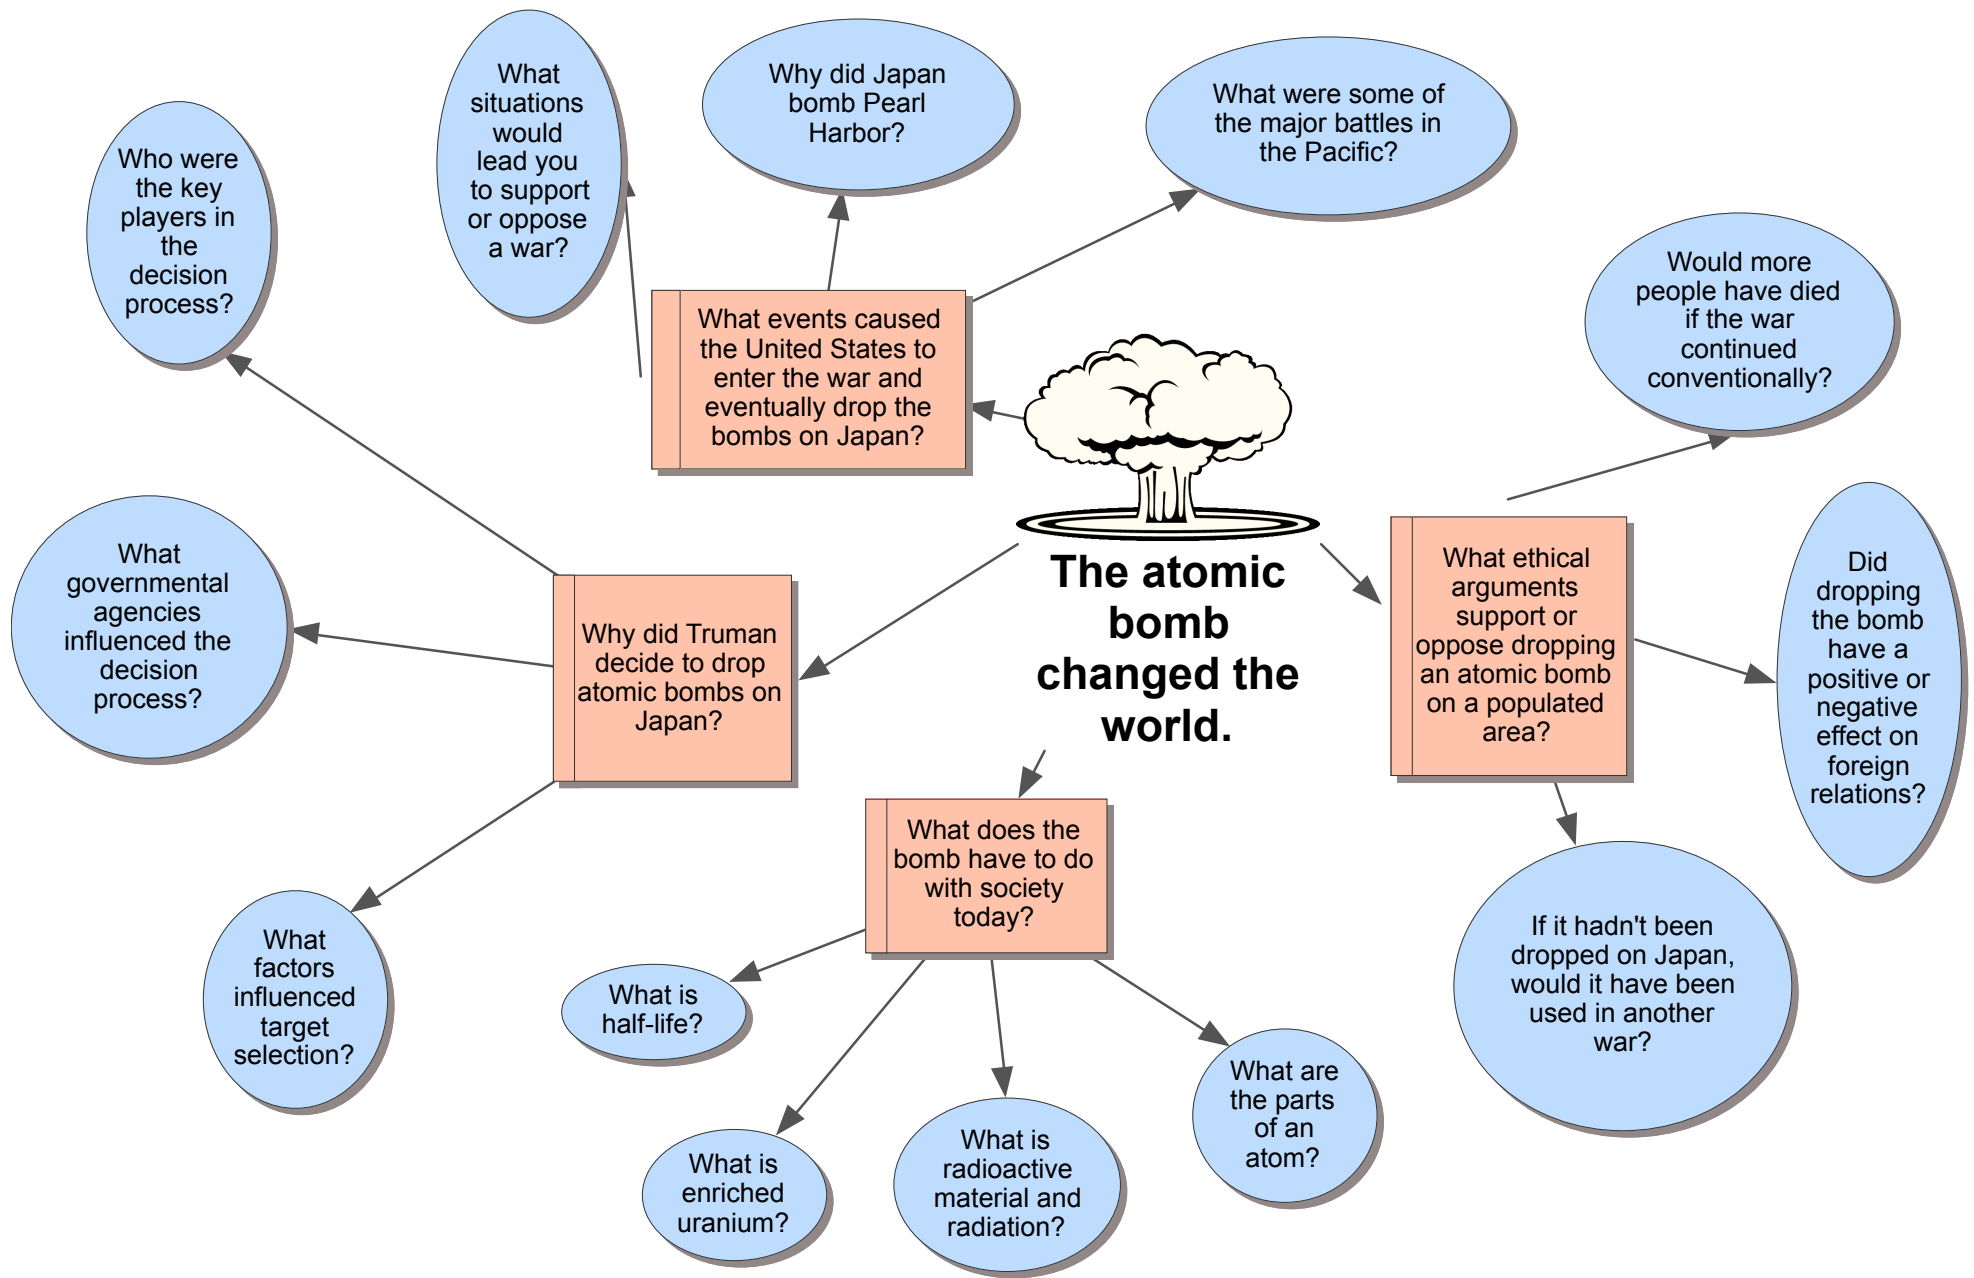 What
situations
would
lead you
to support
or oppose
a war?
Why did Japan
bomb Pearl
Harbor?
What were some of
the major battles in
the Pacific?
Who were
the key
players in
the
decision
process?
What events caused
the United States to
enter the war and
eventually drop the
bombs on Japan?
Would more
people have died
if the war
continued
conventionally?
What
governmental
agencies
influenced the
decision
process?
Why did Truman
decide to drop
atomic bombs on
Japan?
The atomic
bomb
changed the
world.
What ethical
arguments
support or
oppose dropping
an atomic bomb
on a populated
area?
Did
dropping
the bomb
have a
positive or
negative
effect on
foreign
relations?
What does the
bomb have to do
with society
today?
What
factors
influenced
target
selection?
What is
half-life?
What is
enriched
uranium?
What is
radioactive
material and
radiation?
What are
the parts
of an
atom?
If it hadn't been
dropped on Japan,
would it have been
used in another
war?